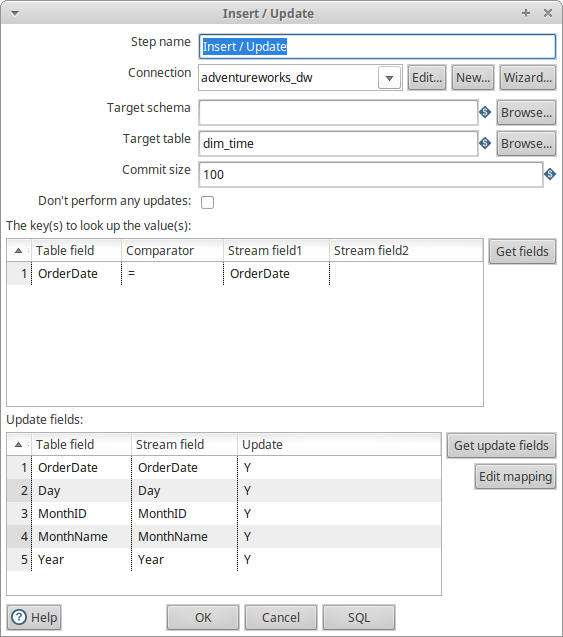 Insert / Update
Step name Insert / Update
Connection adventureworks_dw Edit... New... Wizard...
Target schema Browse...
Target table dim_time Browse...
Commit size 100
Don't perform any updates:
The key(s) to look up the value(s):
Table field Comparator Stream field1 Stream field2 Get fields
1 OrderDate = OrderDate
Update fields:
Table field Stream field Update Get update fields
1 OrderDate OrderDate Y
Edit mapping
2 Day Day Y
3 MonthID MonthID Y
4 MonthName MonthName Y
5 Year Year Y
Help OK Cancel SQL